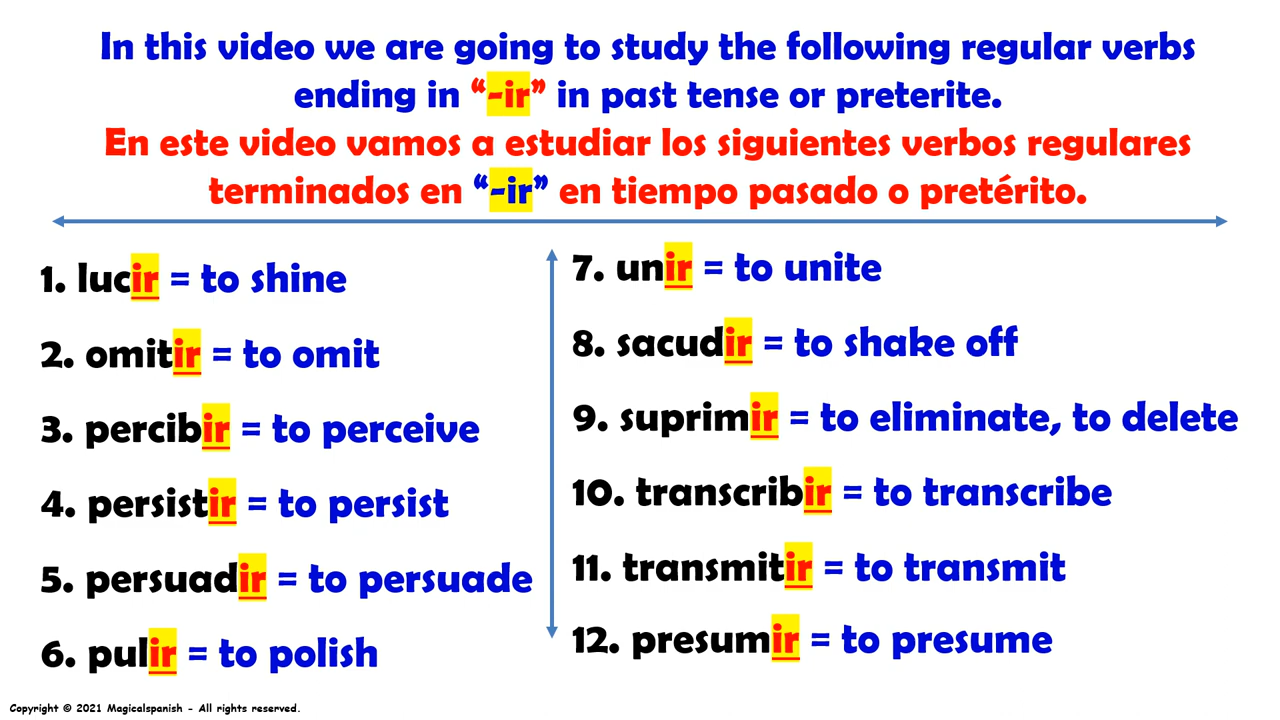 In this video we are going to study the following regular verbs
ending in “-ir” in past tense or preterite.
En este video vamos a estudiar los siguientes verbos regulares
terminados en “-ir” en tiempo pasado o pretérito.
1. lucir = to shine
2. omitir = to omit
3. percibir = to perceive
4. persistir = to persist
5. persuadir = to persuade
6. pulir = to polish
7. unir = to unite
8. sacudir = to shake off
9. suprimir = to eliminate, to delete
10. transcribir = to transcribe
11. transmitir = to transmit
12. presumir = to presume
Copyright © 2021 Magicalspanish - All rights reserved.